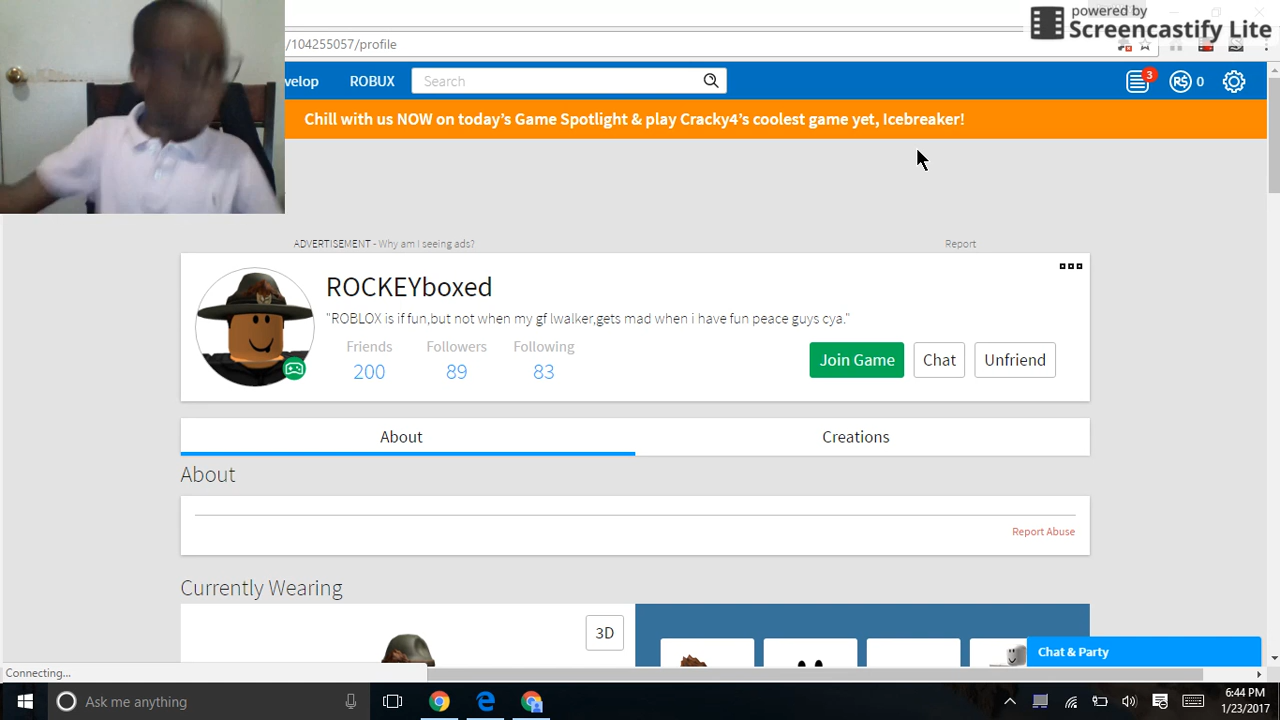 powered by
Screencastify Lite
/104255057/profile
velop ROBUX Search 3 R$ 0
Chill with us NOW on today's Game Spotlight & play Cracky4's coolest game yet, Icebreaker!
ADVERTISEMENT - Why am I seeing ads? Report
ROCKEYboxed
"ROBLOX is if fun,but not when my gf lwalker,gets mad when i have fun peace guys cya."
Friends Followers Following
200 89 83
Join Game Chat Unfriend
About Creations
About
Report Abuse
Currently Wearing
3D
Chat & Party
Connecting...
Ask me anything
6:44 PM
1/23/2017